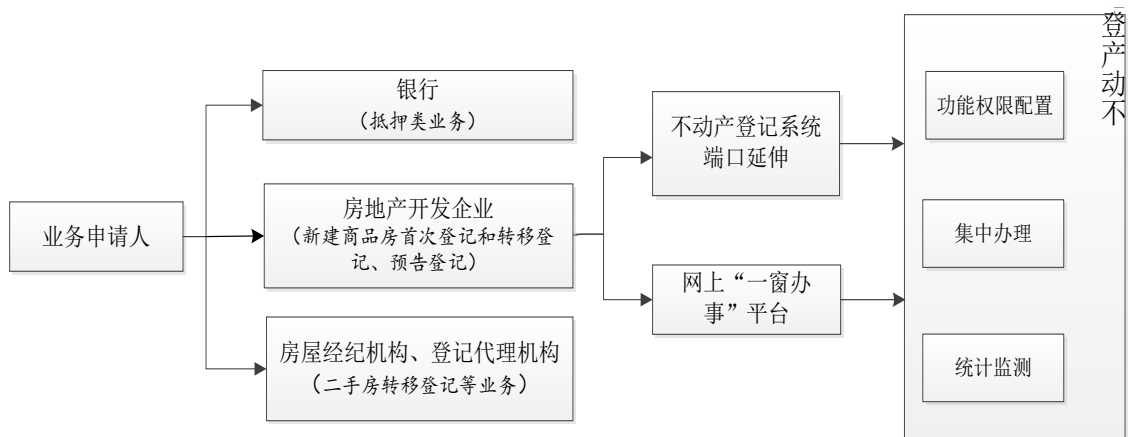 业务申请人
银行
（抵押类业务）
房地产开发企业
（新建商品房首次登记和转移登
记、预告登记）
房屋经纪机构、登记代理机构
（二手房转移登记等业务）
不动产登记系统
端口延伸
网上“一窗办
事”平台
功能权限配置
集中办理
统计监测
登产动不